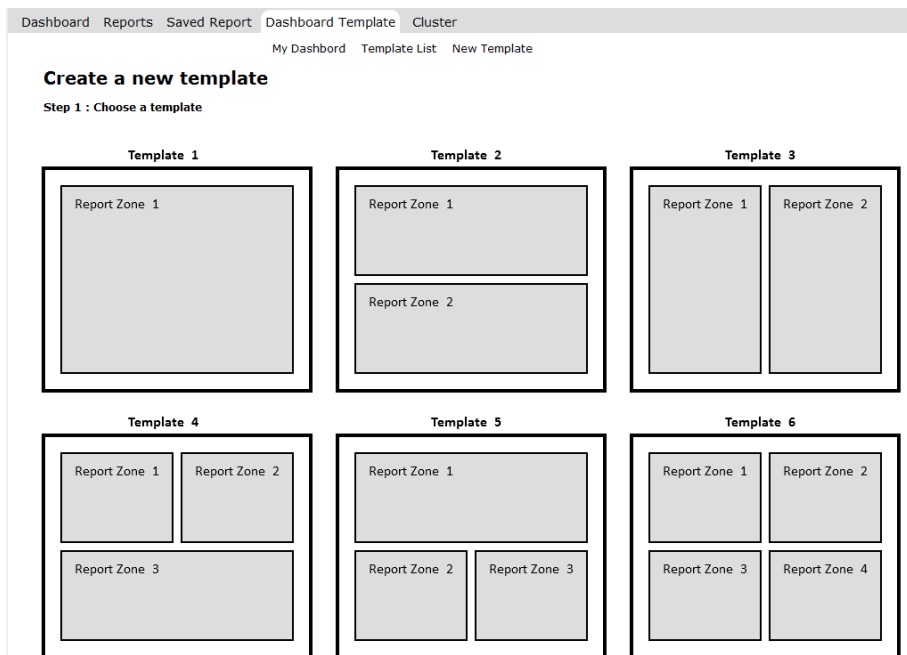 Dashboard Reports Saved Report Dashboard Template Cluster
My Dashbord Template List New Template
Create a new template
Step 1 : Choose a template
Template 1 Template 2 Template 3
Report Zone 1 Report Zone 1 Report Zone 1 Report Zone 2
Report Zone 2
Template 4 Template 5 Template 6
Report Zone 1 Report Zone 2 Report Zone 1 Report Zone 1 Report Zone 2
Report Zone 3 Report Zone 2 Report Zone 3 Report Zone 3 Report Zone 4